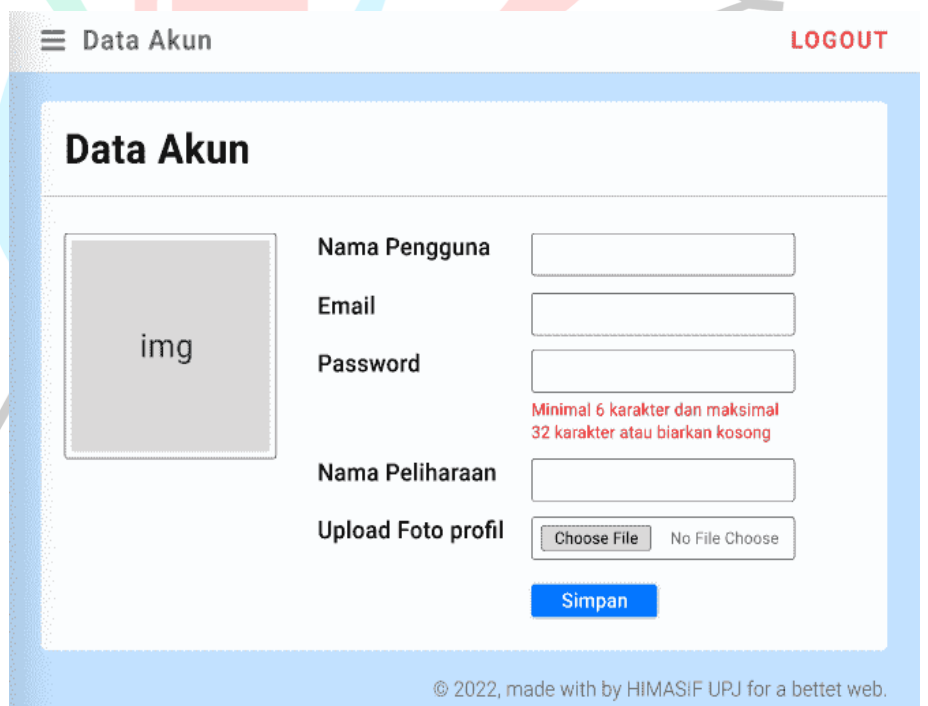 Data Akun
LOGOUT
Data Akun
img
Nama Pengguna
Email
Password
Minimal 6 karakter dan maksimal
32 karakter atau biarkan kosong
Nama Peliharaan
Upload Foto profil
Choose File
No File Choose
Simpan
© 2022, made with by HIMASIF UPJ for a bettet web.